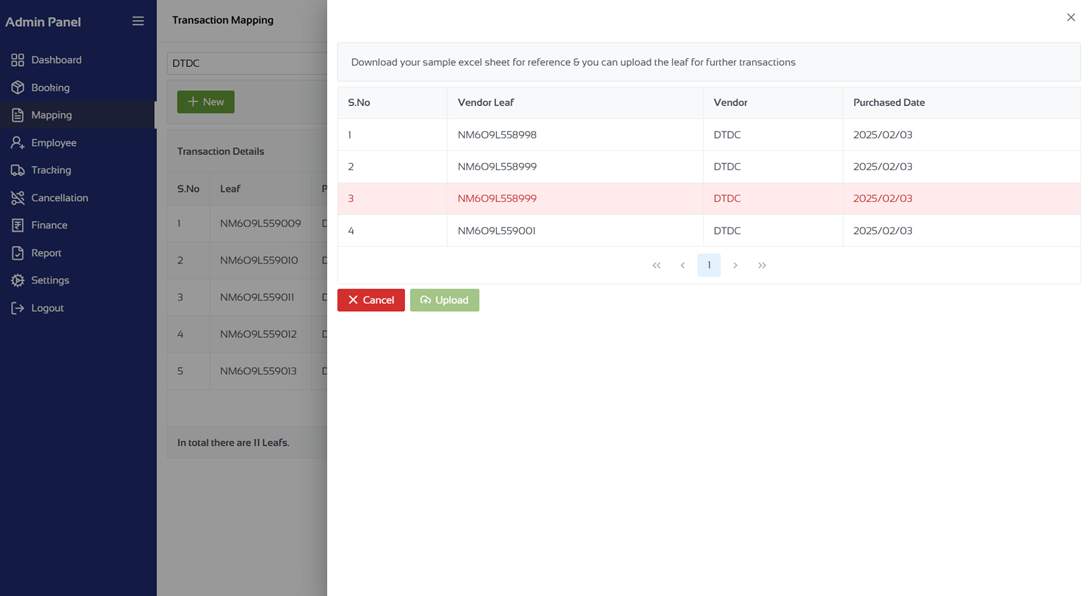 Admin Panel
Dashboard
Booking
Mapping
Employee
Tracking
Cancellation
Finance
Report
Settings
Logout
Transaction Mapping
DTDC
New
Transaction Details
S.No Leaf P
1 NM6O9L559009 D
2 NM6O9L559010 D
3 NM6O9L559011 D
4 NM6O9L559012 D
5 NM6O9L559013 D
In total there are 11 Leafs.
Download your sample excel sheet for reference & you can upload the leaf for further transactions
S.No Vendor Leaf Vendor Purchased Date
1 NM6O9L558998 DTDC 2025/02/03
2 NM6O9L558999 DTDC 2025/02/03
3 NM6O9L558999 DTDC 2025/02/03
4 NM6O9L559001 DTDC 2025/02/03
1
Cancel Upload